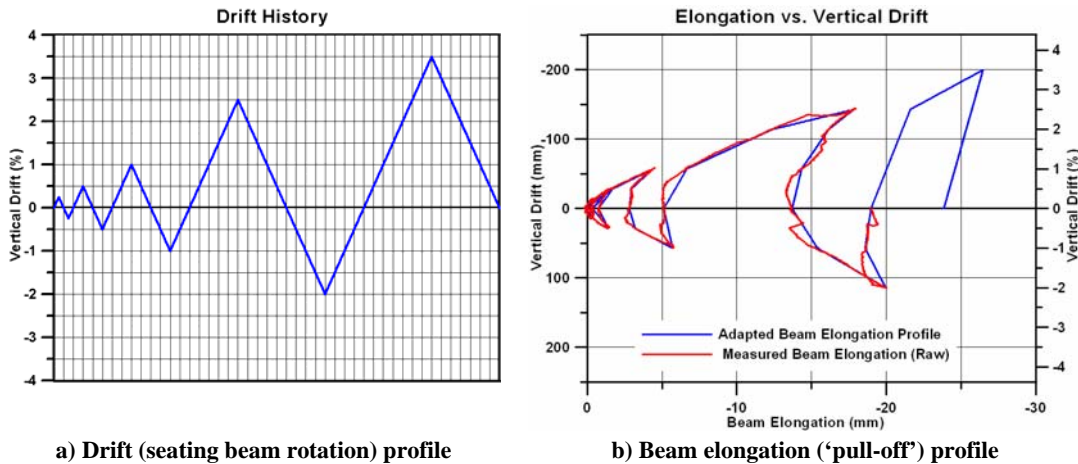 Drift History
Vertical Drift (%)
4
3
2
1
0
-1
-2
-3
-4
a) Drift (seating beam rotation) profile
Elongation vs. Vertical Drift
Vertical Drift (mm)
-200
-100
0
100
200
4
3
2
1
0
-1
-2
-3
-4
Vertical Drift (%)
Adapted Beam Elongation Profile
Measured Beam Elongation (Raw)
0
-10
-20
-30
Beam Elongation (mm)
b) Beam elongation (‘pull-off’) profile